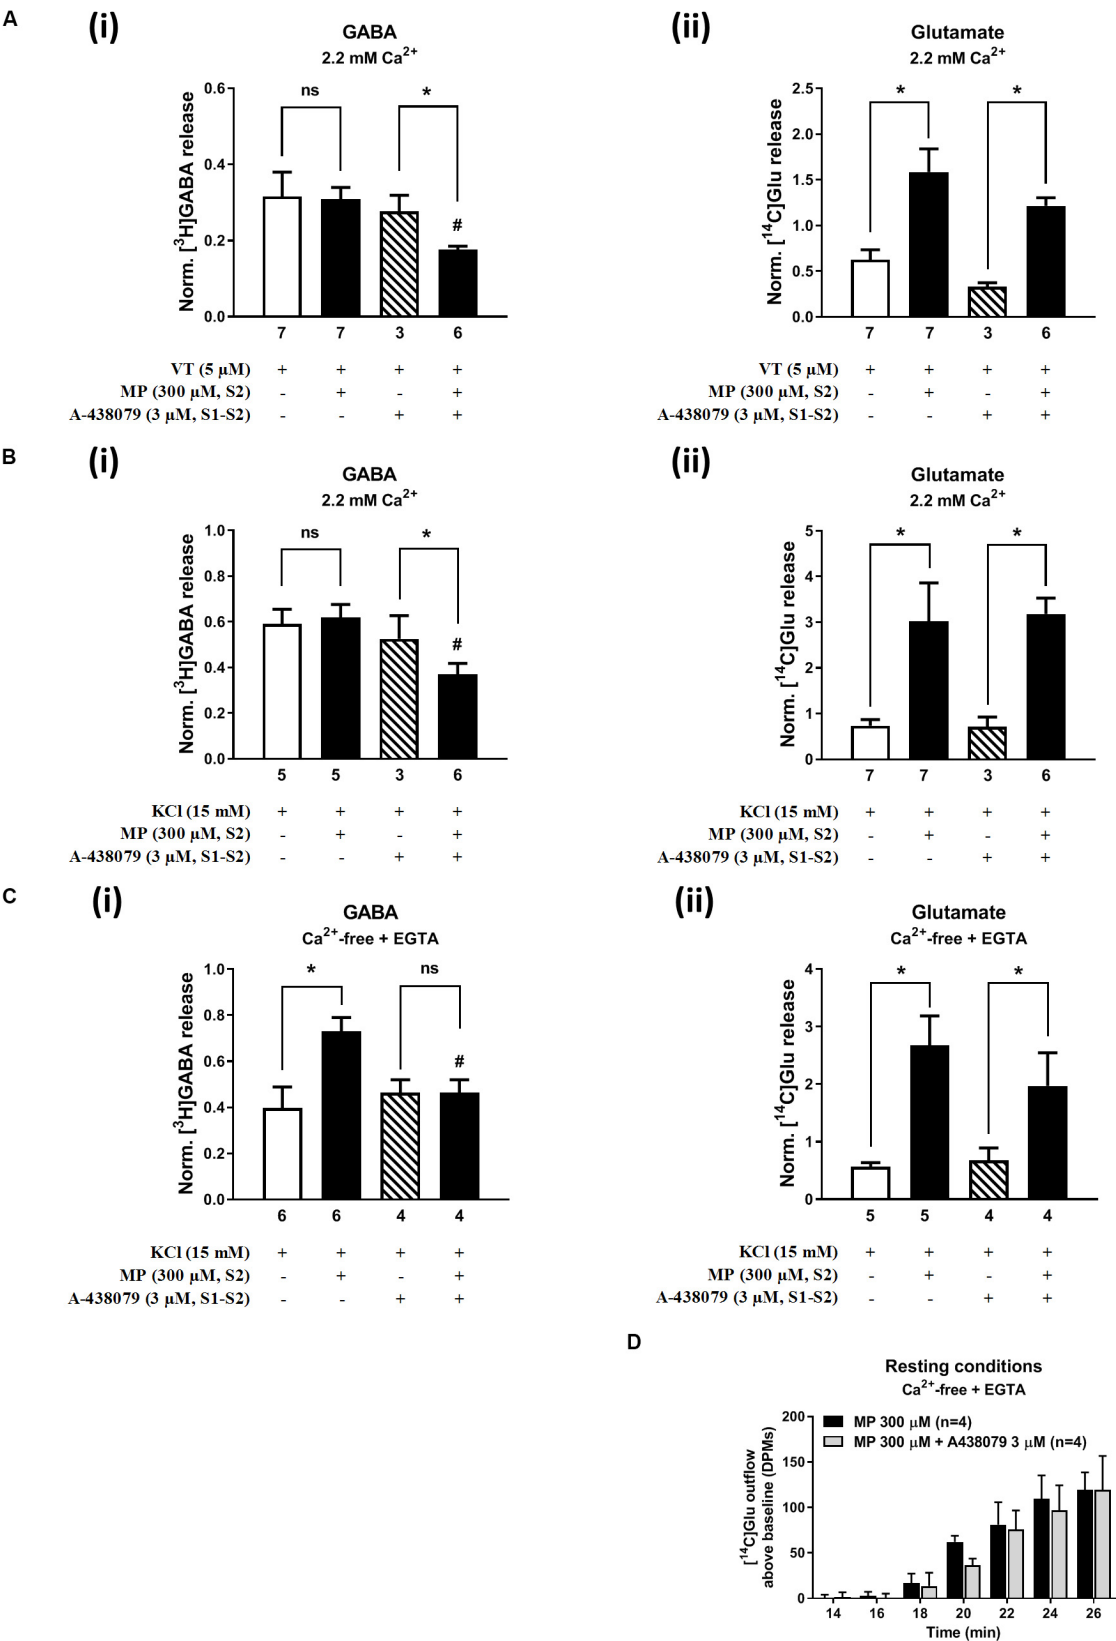 A
(i)
GABA
2.2 mM Ca2+
Norm. [3H]GABA release
0.6
0.4
0.2
0.0
ns
*
#
7 7 3 6
VT (5 µM) + + + +
MP (300 µM, S2) - + - +
A-438079 (3 µM, S1-S2) - - + +
(ii)
Glutamate
2.2 mM Ca2+
Norm. [14C]Glu release
2.5
2.0
1.5
1.0
0.5
0.0
*
*
7 7 3 6
VT (5 µM) + + + +
MP (300 µM, S2) - + - +
A-438079 (3 µM, S1-S2) - - + +
B
(i)
GABA
2.2 mM Ca2+
Norm. [3H]GABA release
1.0
0.8
0.6
0.4
0.2
0.0
ns
*
#
5 5 3 6
KCl (15 mM) + + + +
MP (300 µM, S2) - + - +
A-438079 (3 µM, S1-S2) - - + +
(ii)
Glutamate
2.2 mM Ca2+
Norm. [14C]Glu release
5
4
3
2
1
0
*
*
7 7 3 6
KCl (15 mM) + + + +
MP (300 µM, S2) - + - +
A-438079 (3 µM, S1-S2) - - + +
C
(i)
GABA
Ca2+-free + EGTA
Norm. [3H]GABA release
1.0
0.8
0.6
0.4
0.2
0.0
*
ns
#
6 6 4 4
KCl (15 mM) + + + +
MP (300 µM, S2) - + - +
A-438079 (3 µM, S1-S2) - - + +
(ii)
Glutamate
Ca2+-free + EGTA
Norm. [14C]Glu release
4
3
2
1
0
*
*
5 5 4 4
KCl (15 mM) + + + +
MP (300 µM, S2) - + - +
A-438079 (3 µM, S1-S2) - - + +
D
Resting conditions
Ca2+-free + EGTA
[14C]Glu outflow
above baseline (DPMs)
200
150
100
50
0
MP 300 µM (n=4)
MP 300 µM + A438079 3 µM (n=4)
14 16 18 20 22 24 26
Time (min)